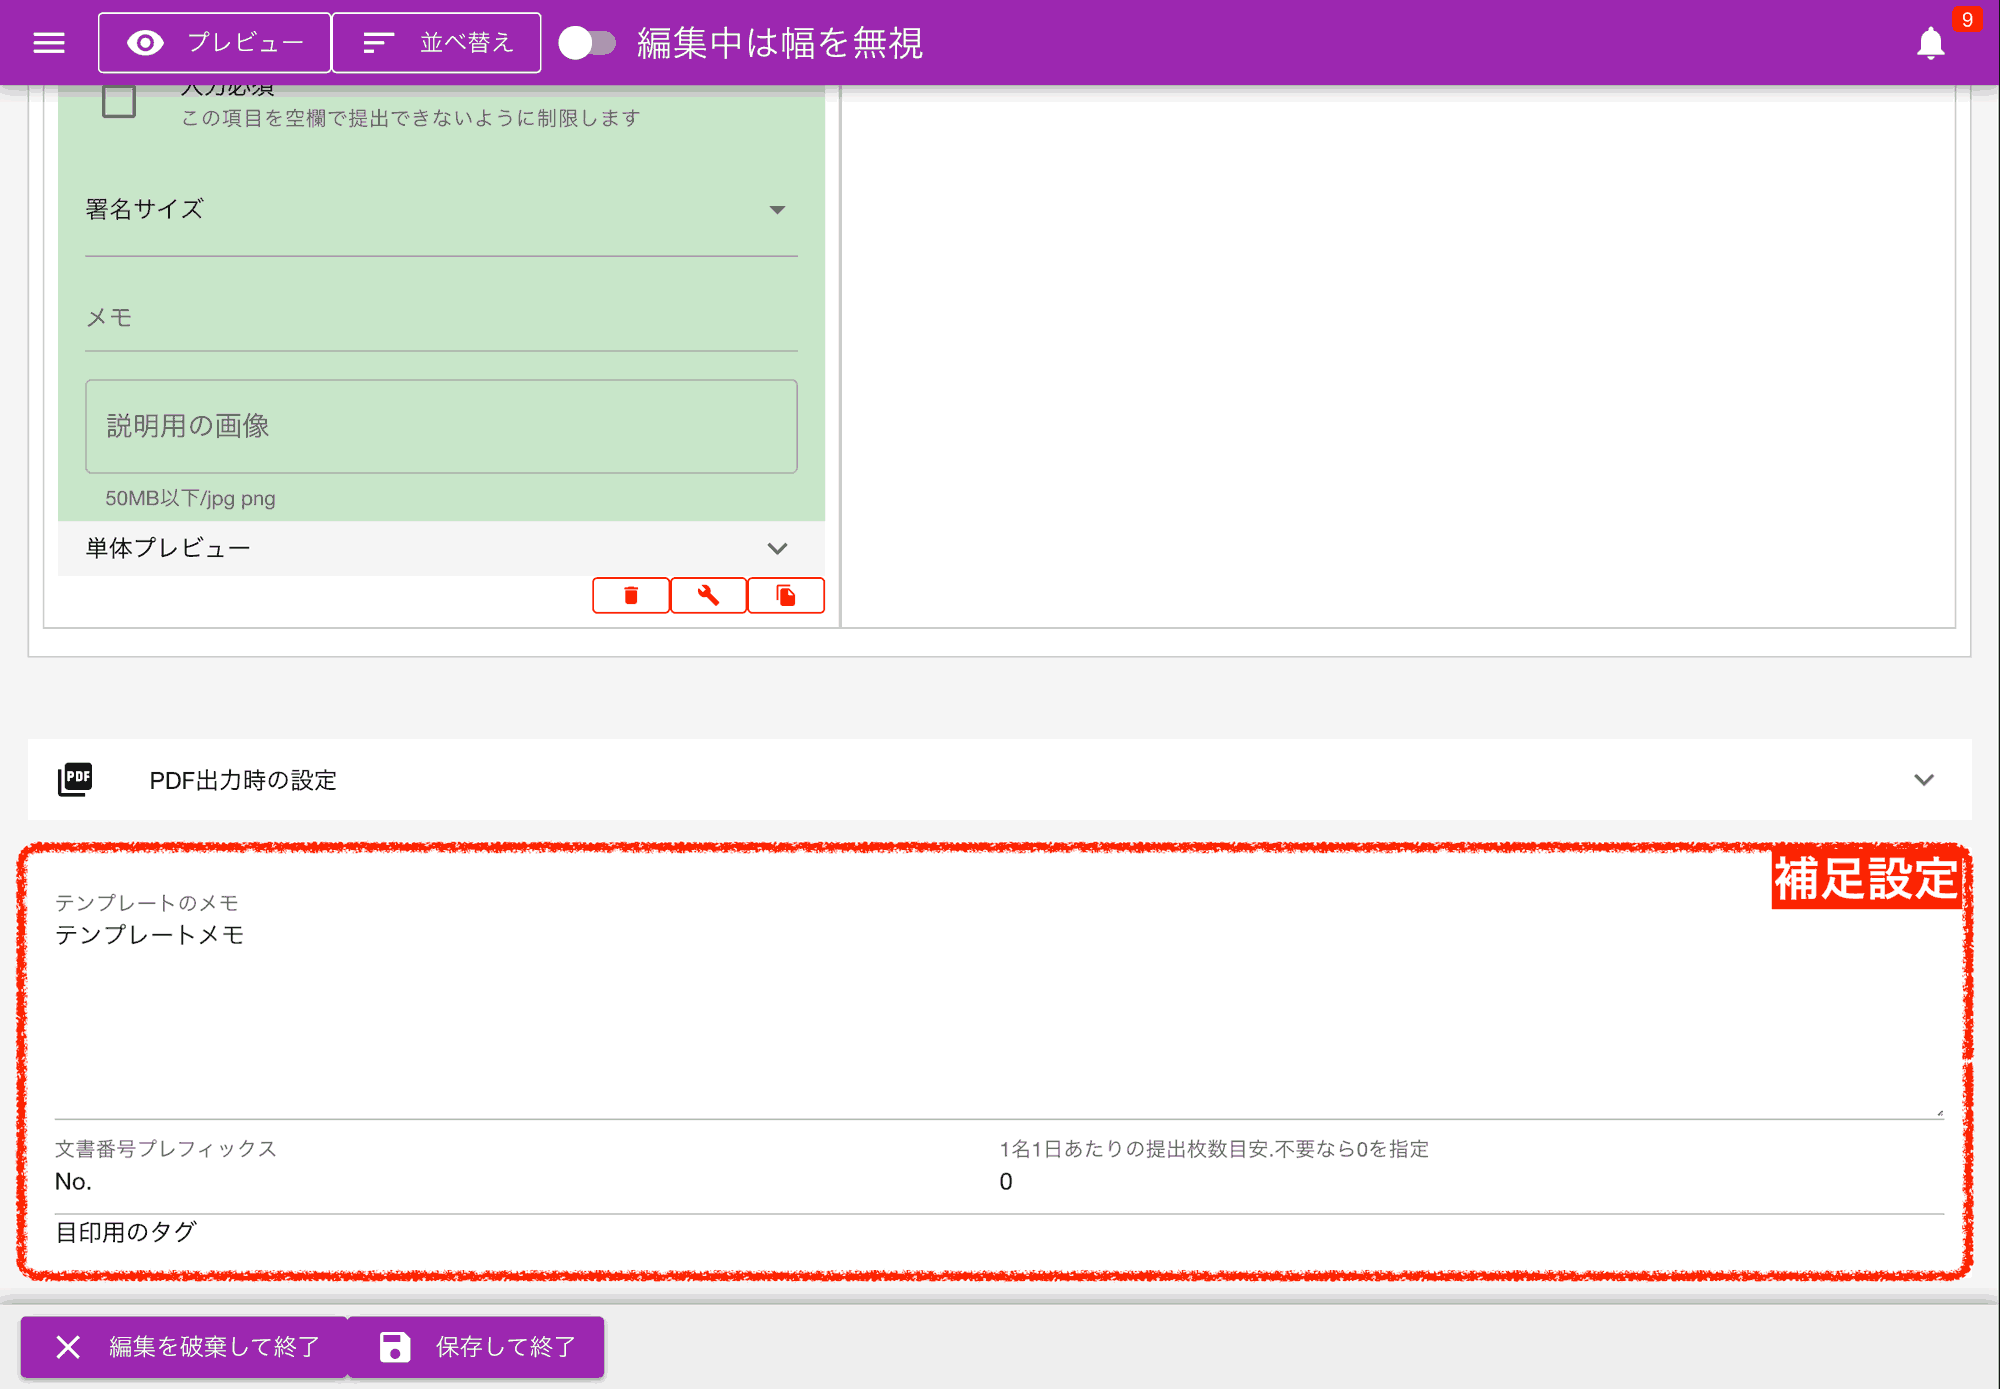 プレビュー
並べ替え
編集中は幅を無視
9
入力必須
この項目を空欄で提出できないように制限します
署名サイズ
メモ
説明用の画像
50MB以下/jpg png
単体プレビュー
PDF
PDF出力時の設定
補足設定
テンプレートのメモ
テンプレートメモ
文書番号プレフィックス
No.
1名1日あたりの提出枚数目安.不要なら0を指定
0
目印用のタグ
編集を破棄して終了
保存して終了